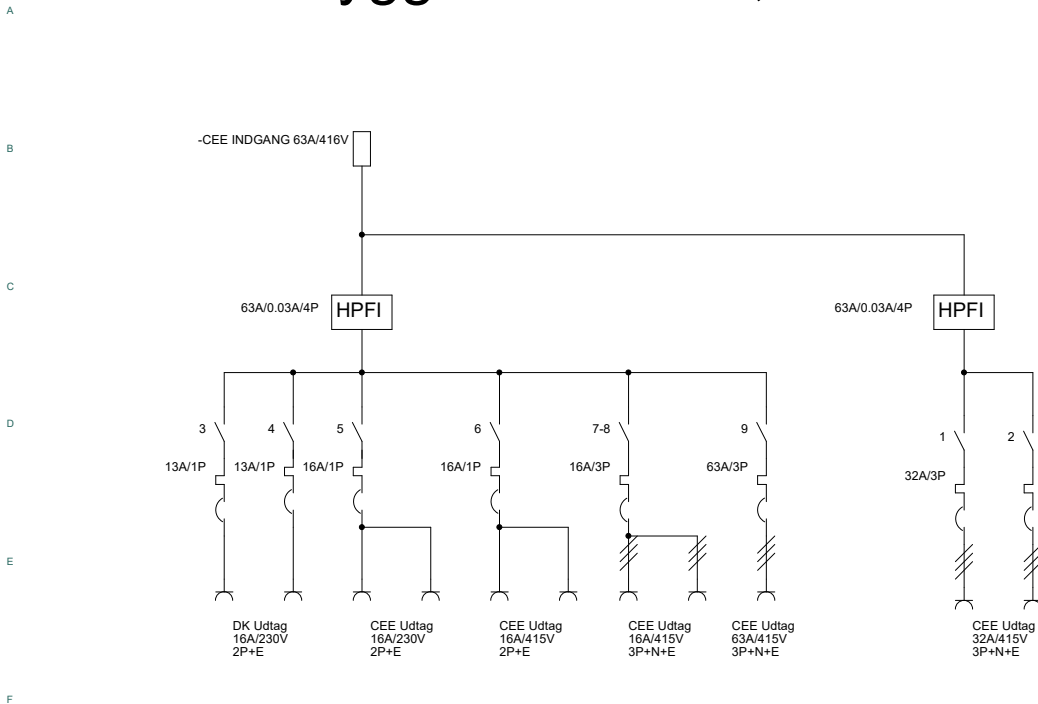 A
-CEE INDGANG 63A/416V
B
C
63A/0.03A/4P
HPFI
63A/0.03A/4P
HPFI
D
3
4
5
6
7-8
9
1
2
13A/1P
13A/1P
16A/1P
16A/1P
16A/3P
63A/3P
32A/3P
E
DK Udtag
16A/230V
2P+E
CEE Udtag
16A/230V
2P+E
CEE Udtag
16A/415V
2P+E
CEE Udtag
16A/415V
3P+N+E
CEE Udtag
63A/415V
3P+N+E
CEE Udtag
32A/415V
3P+N+E
F